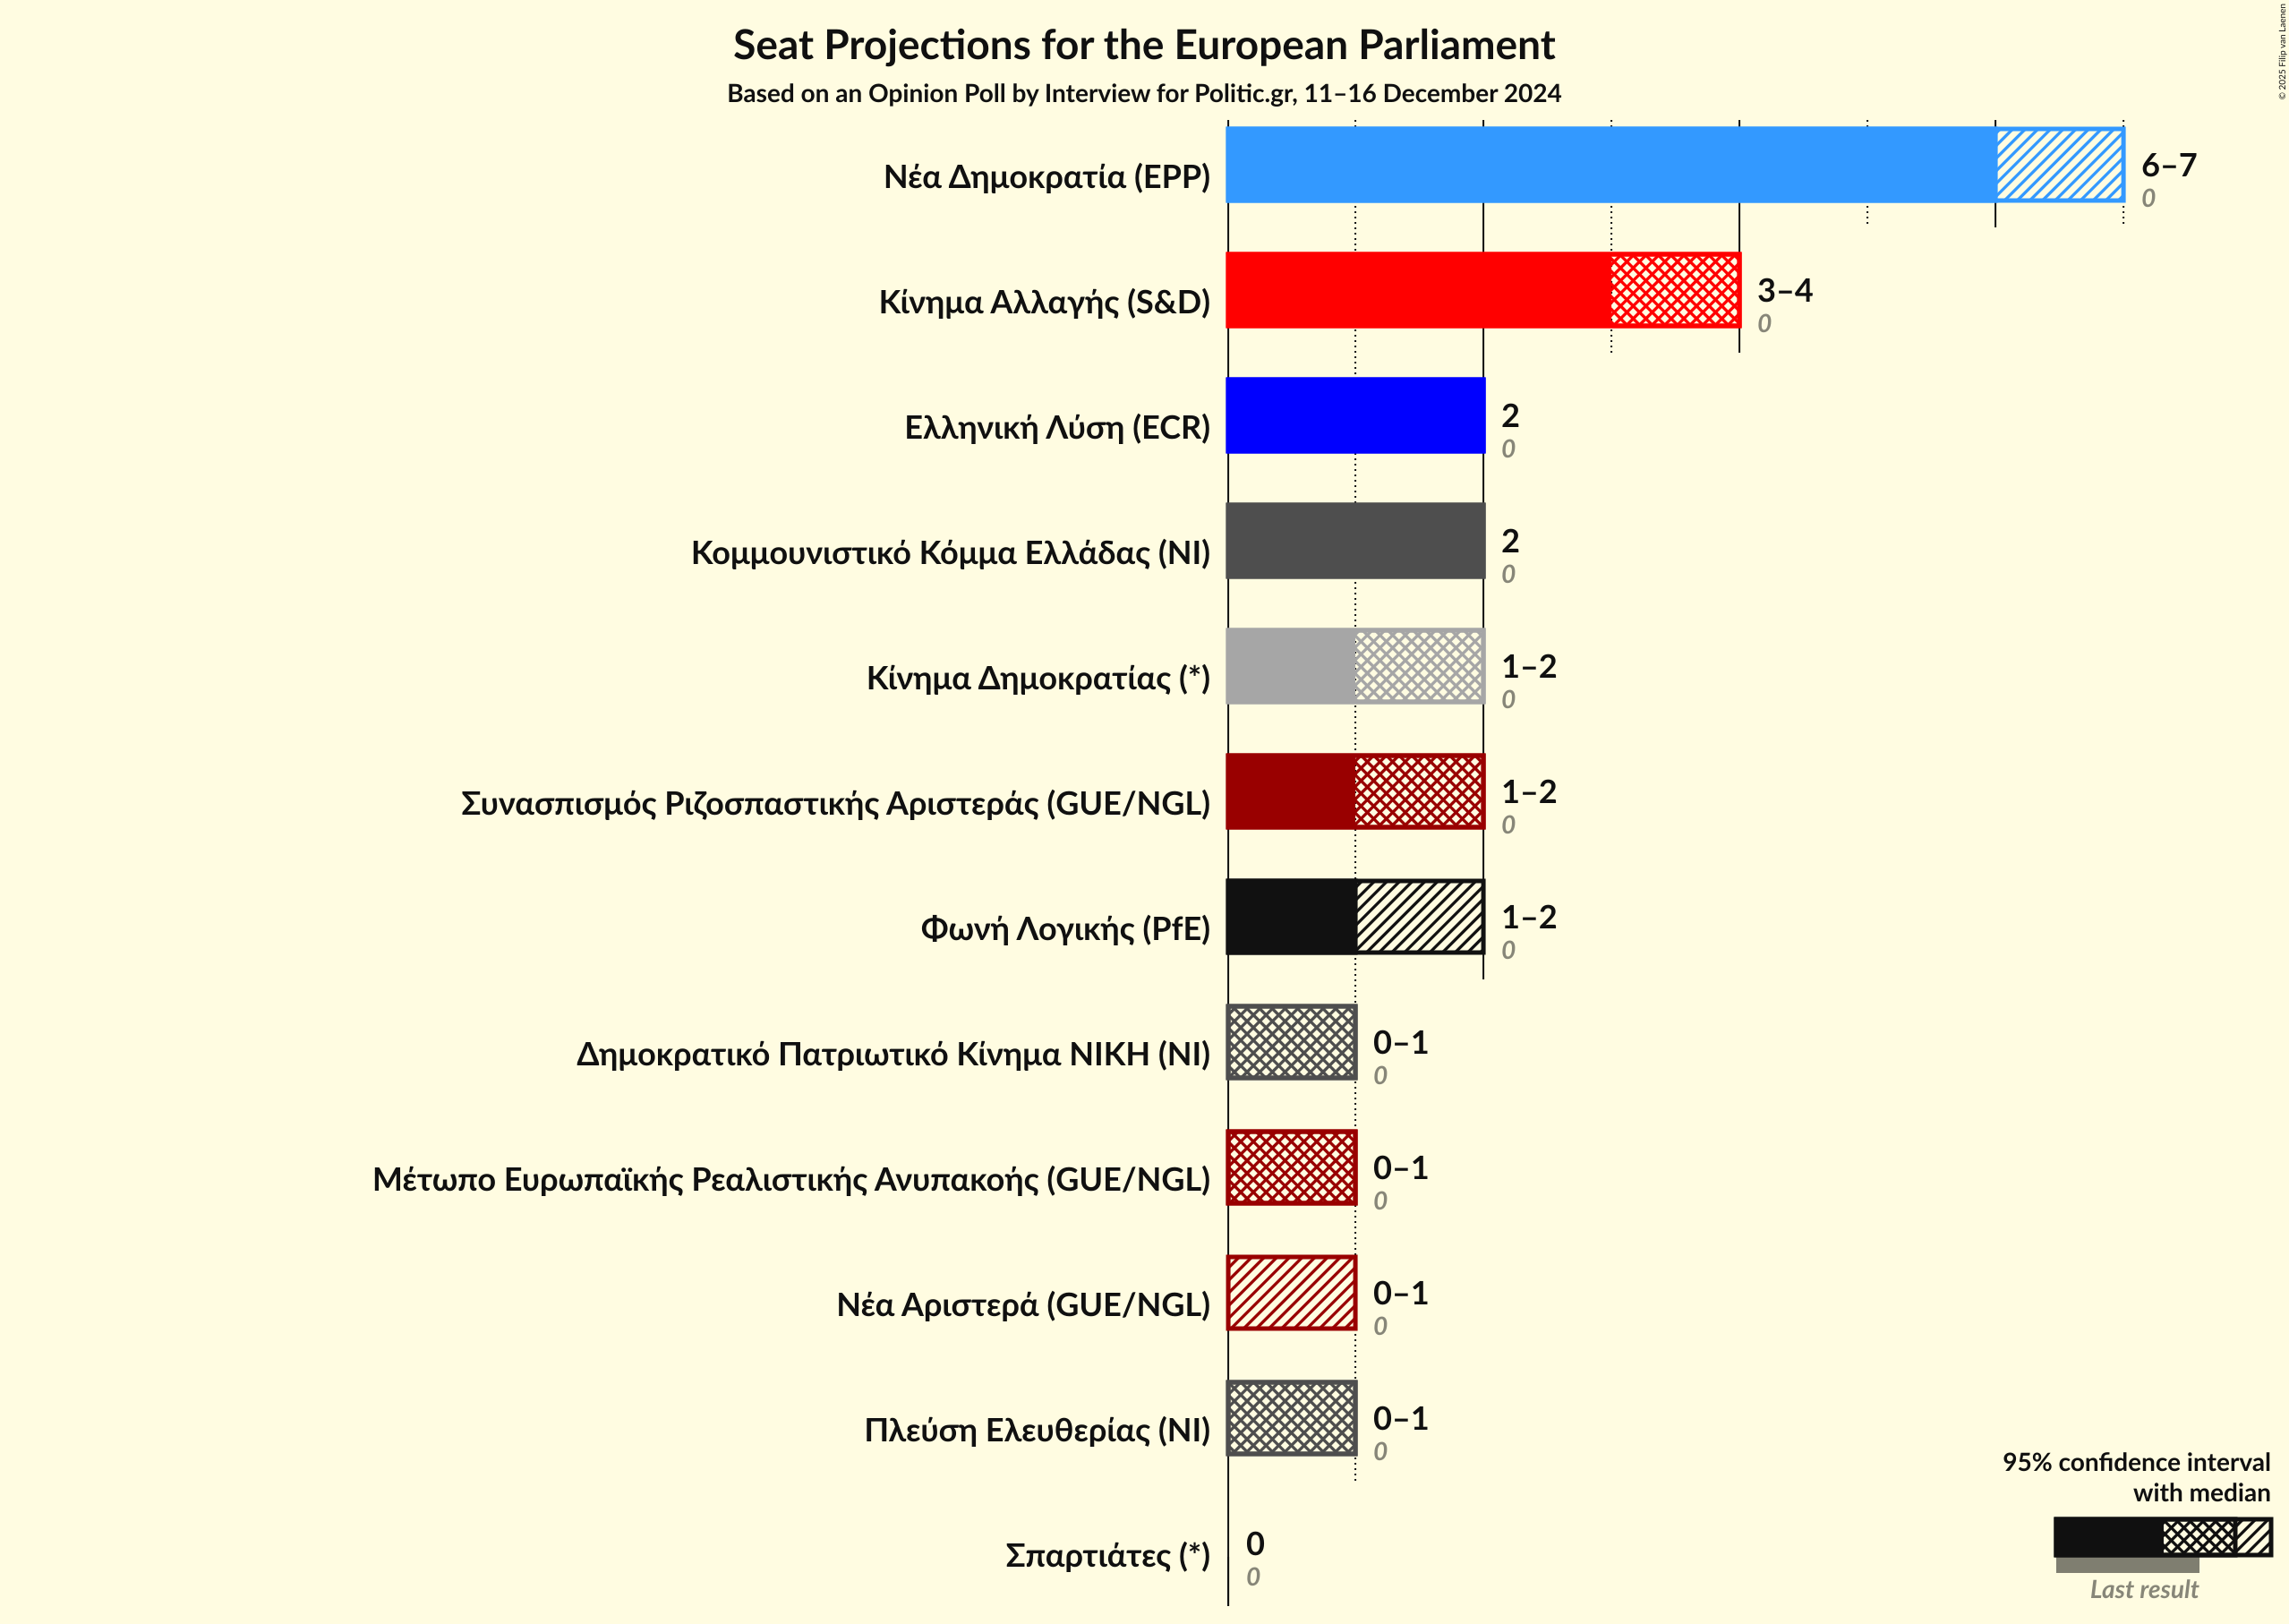 Seat Projections for the European Parliament
Based on an Opinion Poll by Interview for Politic.gr, 11–16 December 2024
© 2025 Filip van Laenen
Νέα Δημοκρατία (EPP)
6–7
0
Κίνημα Αλλαγής (S&D)
3–4
0
Ελληνική Λύση (ECR)
2
0
Κομμουνιστικό Κόμμα Ελλάδας (NI)
2
0
Κίνημα Δημοκρατίας (*)
1–2
0
Συνασπισμός Ριζοσπαστικής Αριστεράς (GUE/NGL)
1–2
0
Φωνή Λογικής (PfE)
1–2
0
Δημοκρατικό Πατριωτικό Κίνημα ΝΙΚΗ (NI)
0–1
0
Μέτωπο Ευρωπαϊκής Ρεαλιστικής Ανυπακοής (GUE/NGL)
0–1
0
Νέα Αριστερά (GUE/NGL)
0–1
0
Πλεύση Ελευθερίας (NI)
0–1
0
Σπαρτιάτες (*)
0
0
95% confidence interval
with median
Last result